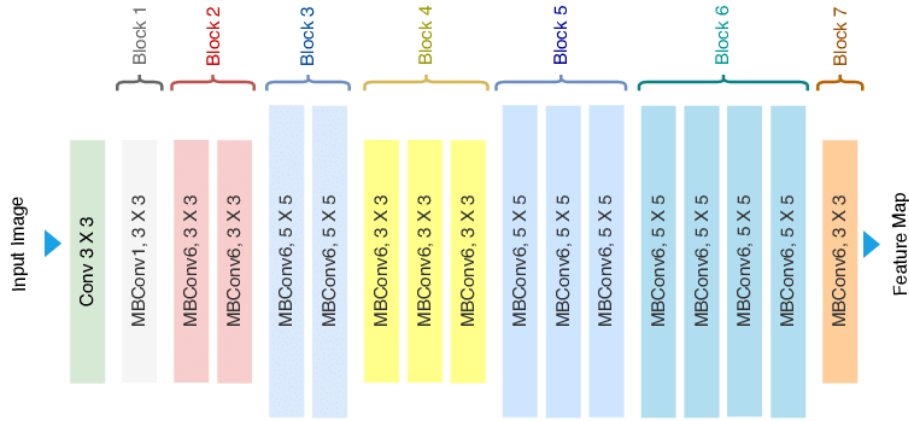 Block 1
Block 2
Block 3
Block 4
Block 5
Block 6
Block 7
Input Image
Conv 3 X 3
MBConv1, 3 X 3
MBConv6, 3 X 3
MBConv6, 3 X 3
MBConv6, 5 X 5
MBConv6, 5 X 5
MBConv6, 3 X 3
MBConv6, 3 X 3
MBConv6, 3 X 3
MBConv6, 5 X 5
MBConv6, 5 X 5
MBConv6, 5 X 5
MBConv6, 5 X 5
MBConv6, 5 X 5
MBConv6, 5 X 5
MBConv6, 5 X 5
MBConv6, 3 X 3
Feature Map